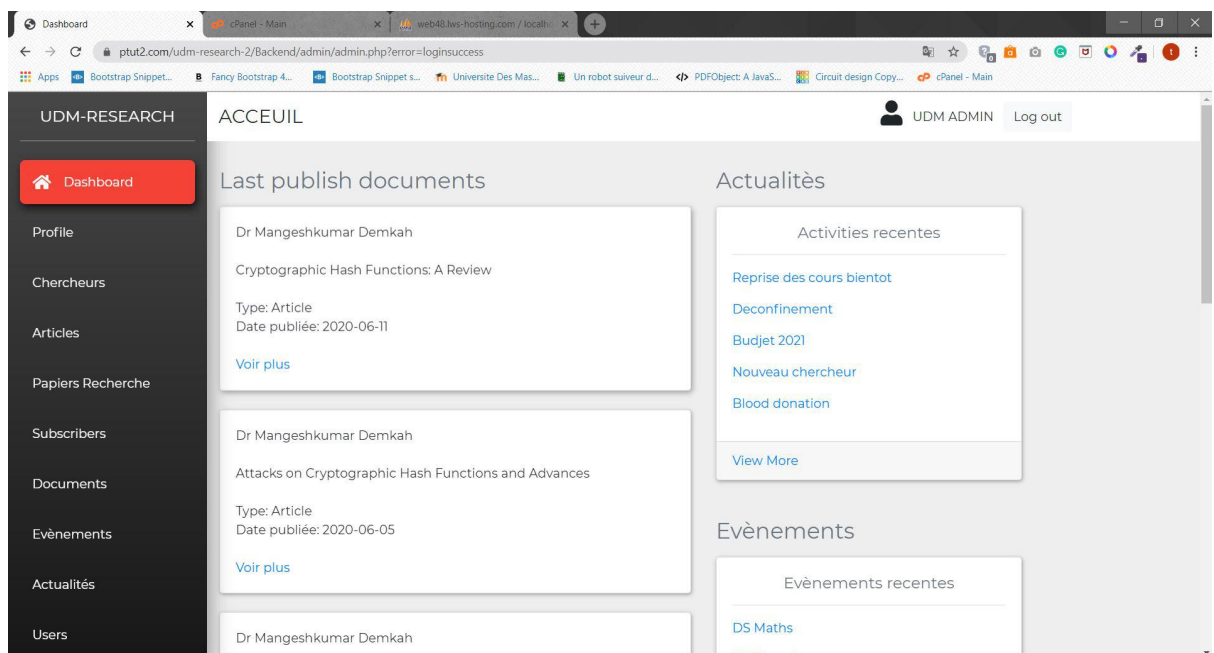 Dashboard
cPanel - Main
web48.lws-hosting.com / localho
ptut2.com/udm-research-2/Backend/admin/admin.php?error=loginsuccess
Apps
Bootstrap Snippet...
Fancy Bootstrap 4...
Bootstrap Snippet s...
Universite Des Mas...
Un robot suiveur d...
PDFObject: A JavaS...
Circuit design Copy...
cPanel - Main
UDM-RESEARCH
ACCEUIL
UDM ADMIN
Log out
Dashboard
Profile
Chercheurs
Articles
Papiers Recherche
Subscribers
Documents
Evènements
Actualités
Users
Last publish documents
Dr Mangeshkumar Demkah
Cryptographic Hash Functions: A Review
Type: Article
Date publiée: 2020-06-11
Voir plus
Dr Mangeshkumar Demkah
Attacks on Cryptographic Hash Functions and Advances
Type: Article
Date publiée: 2020-06-05
Voir plus
Dr Mangeshkumar Demkah
Actualitès
Activities recentes
Reprise des cours bientot
Deconfinement
Budjet 2021
Nouveau chercheur
Blood donation
View More
Evènements
Evènements recentes
DS Maths